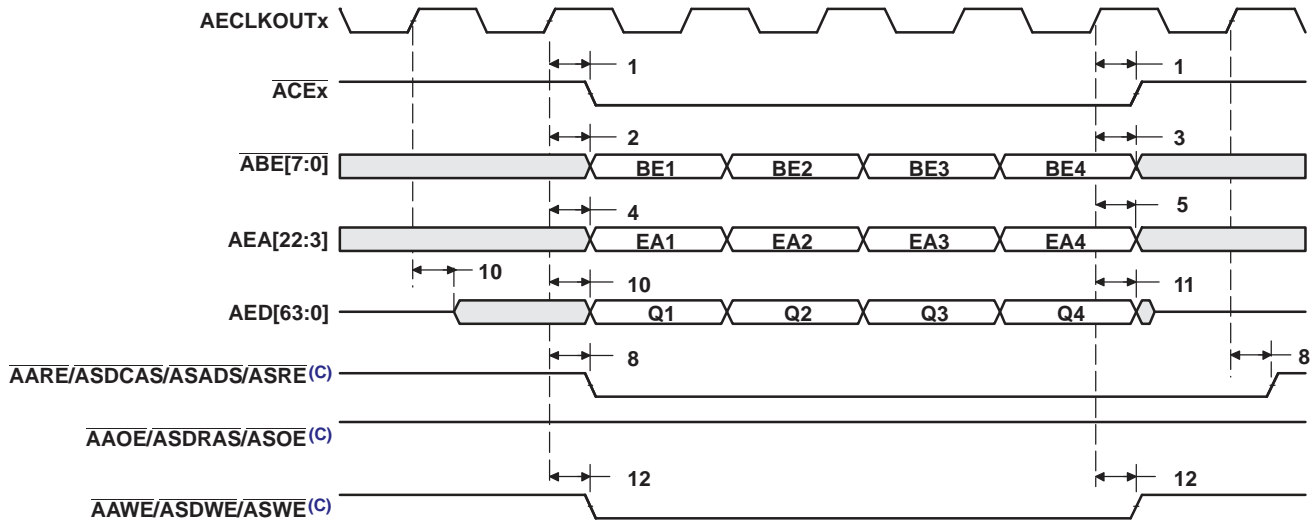 AECLKOUTx
1 1
ACEx
2 3
ABE[7:0] BE1 BE2 BE3 BE4
4 5
AEA[22:3] EA1 EA2 EA3 EA4
10 10 11
AED[63:0] Q1 Q2 Q3 Q4
8 8
AARE/ASDCAS/ASADS/ASRE(C)
AAOE/ASDRAS/ASOE(C)
12 12
AAWE/ASDWE/ASWE(C)